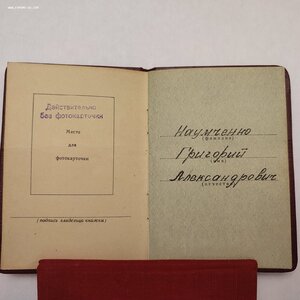 Действительно
Без фотокарточки
Место
для
фотокарточки
(подпись владельца книжки)
Наумченко
(фамилия)
Григорий
(имя)
Александрович
(отчество)